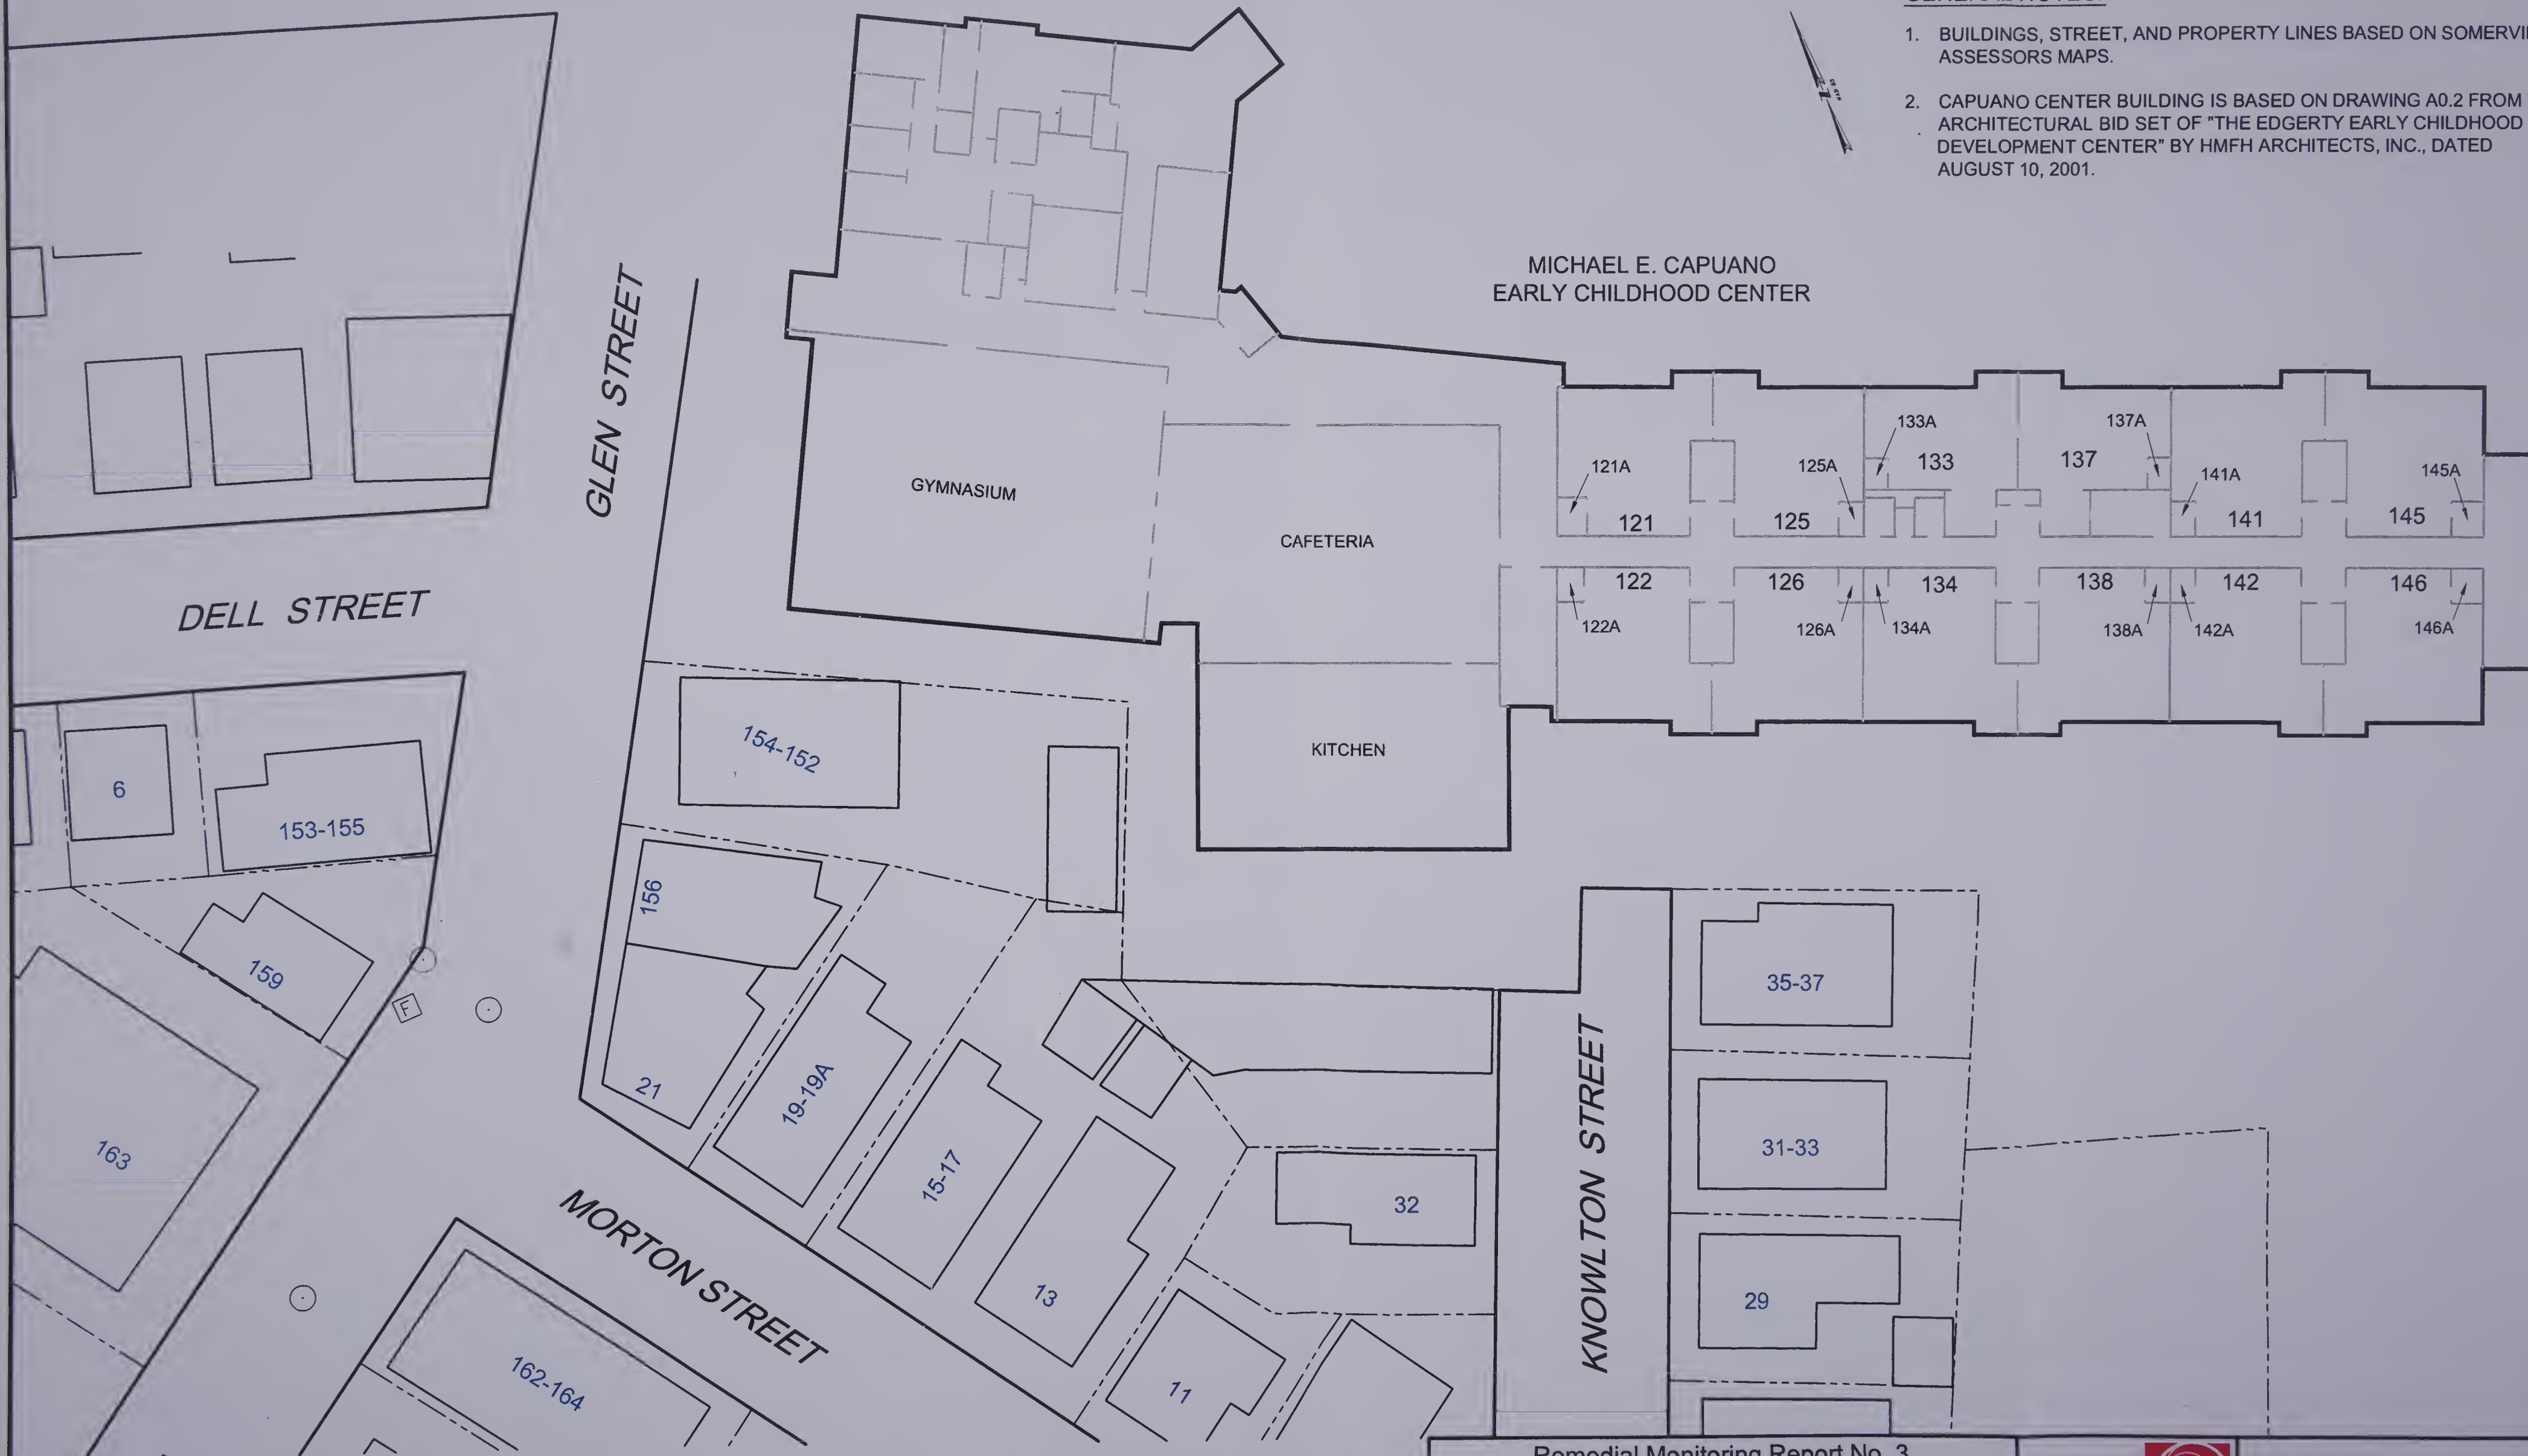 1. BUILDINGS, STREET, AND PROPERTY LINES BASED ON
ASSESSORS MAPS.
2. CAPUANO CENTER BUILDING IS BASED ON DRAWING A0.2 FROM
ARCHITECTURAL BID SET OF "THE EDGERTY EARLY CHILDHOOD
DEVELOPMENT CENTER" BY HMFH ARCHITECTS, INC., DATED
AUGUST 10, 2001.
MICHAEL E. CAPUANO
EARLY CHILDHOOD CENTER
GLEN STREET
GYMNASIUM
CAFETERIA
KITCHEN
133A
137A
121A
125A
133
137
141A
145A
121
125
141
145
122
126
134
138
142
146
122A
126A
134A
138A
142A
146A
DELL STREET
154-152
6
153-155
156
159
F
163
21
19-19A
15-17
13
11
32
35-37
31-33
29
KNOWLTON STREET
MORTON STREET
162-164
Remedial Monitoring Report No. 3